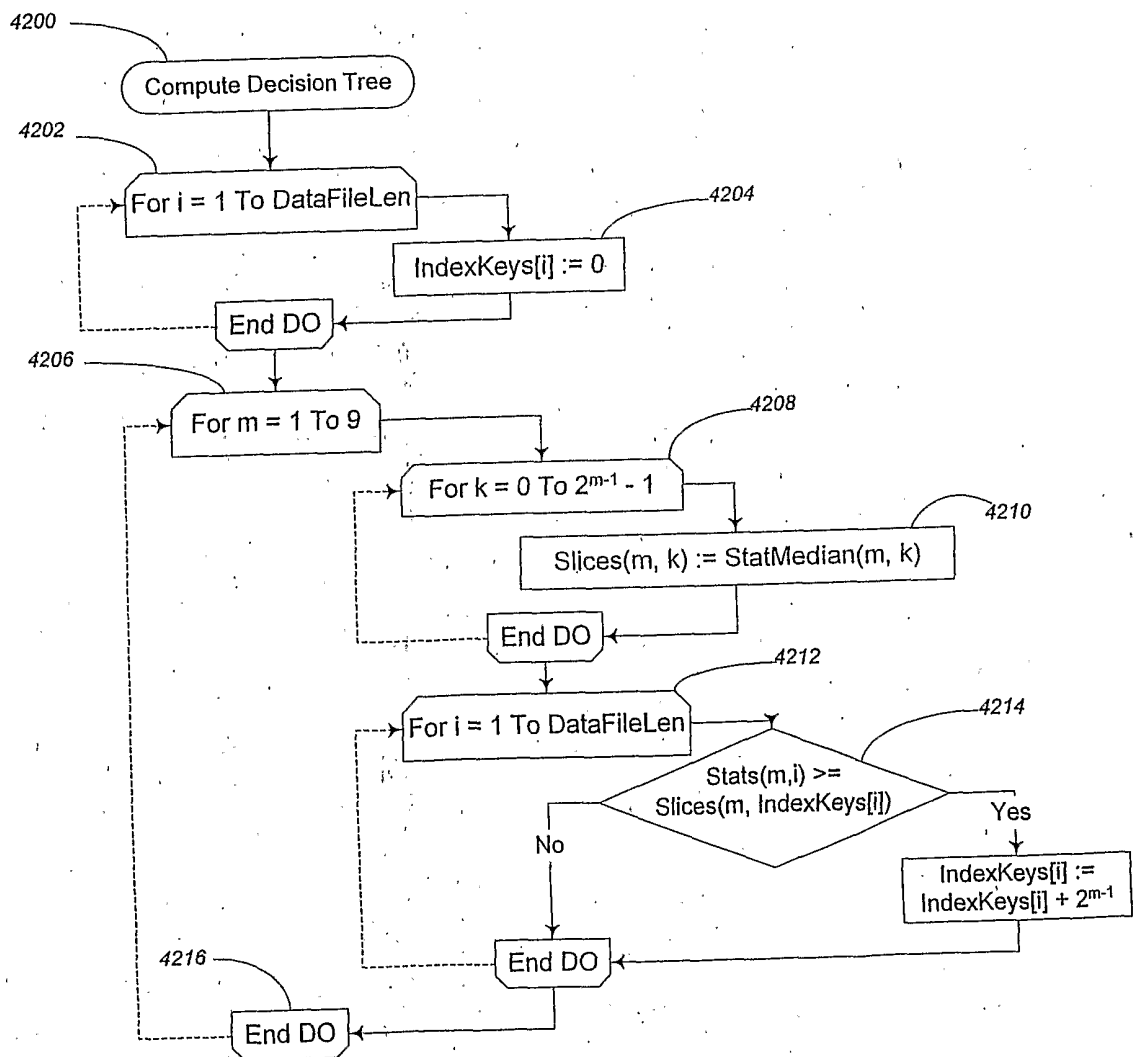 4200
Compute Decision Tree
4202
For i = 1 To DataFileLen
4204
IndexKeys[i] := 0
End DO
4206
For m = 1 To 9
4208
For k = 0 To 2^{m-1} - 1
4210
Slices(m, k) := StatMedian(m, k)
End DO
4212
For i = 1 To DataFileLen
4214
Stats(m,i) >=
Slices(m, IndexKeys[i])
Yes
No
IndexKeys[i] :=
IndexKeys[i] + 2^{m-1}
End DO
4216
End DO